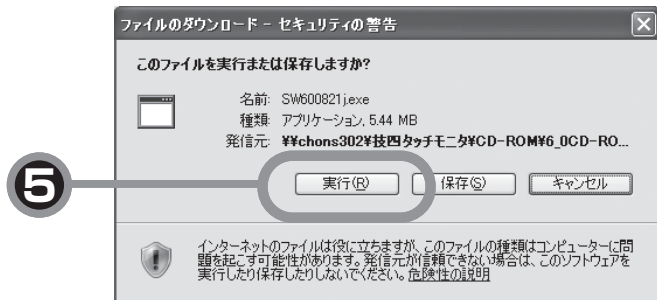 ファイルのダウンロード - セキュリティの警告
このファイルを実行または保存しますか?
名前: SW600821j.exe
種類: アプリケーション, 5.44 MB
発信元: ¥¥chons302¥技四タッチモニタ¥CD-ROM¥6_0CD-RO...
5
実行(R) 保存(S) キャンセル
インターネットのファイルは役に立ちますが、このファイルの種類はコンピューターに問
題を起こす可能性があります。発信元が信頼できない場合は、このソフトウェアを
実行したり保存したりしないでください。危険性の説明